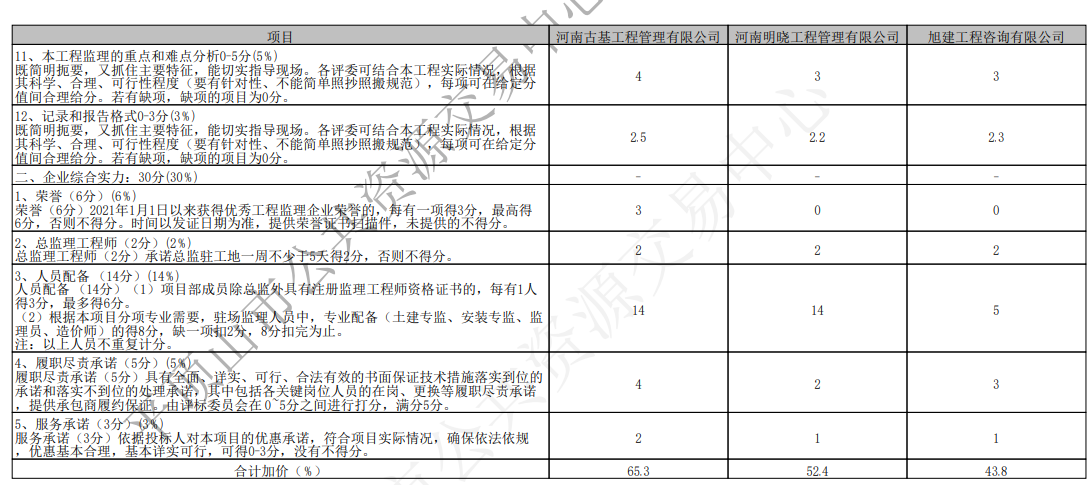 项目 河南古基工程管理有限公司 河南明晓工程管理有限公司 旭建工程咨询有限公司
11、本工程监理的重点和难点分析0-5分(5%)
既简明扼要，又抓住主要特征，能切实指导现场。各评委可结合本工程实际情况，根据
其科学、合理、可行性程度（要有针对性、不能简单照抄照搬规范），每项可在给定分
值间合理给分。若有缺项，缺项的项目为0分。
4 3 3
12、记录和报告格式0-3分(3%)
既简明扼要，又抓住主要特征，能切实指导现场。各评委可结合本工程实际情况，根据
其科学、合理、可行性程度（要有针对性、不能简单照抄照搬规范），每项可在给定分
值间合理给分。若有缺项，缺项的项目为0分。
2.5 2.2 2.3
二、企业综合实力：30分(30%) - - -
1、荣誉（6分）(6%)
荣誉（6分）2021年1月1日以来获得优秀工程监理企业荣誉的，每有一项得3分，最高得
6分，否则不得分。时间以发证日期为准，提供荣誉证书扫描件，未提供的不得分。
3 0 0
2、总监理工程师（2分）(2%)
总监理工程师（2分）承诺总监驻工地一周不少于5天得2分，否则不得分。
2 2 2
3、人员配备（14分）(14%)
人员配备（14分）（1）项目部成员除总监外具有注册监理工程师资格证书的，每有1人
得3分，最多得6分。
（2）根据本项目分项专业需要，驻场监理人员中，专业配备（土建专监、安装专监、监
理员、造价师）的得8分，缺一项扣2分，8分扣完为止。
注：以上人员不重复计分。
14 14 5
4、履职尽责承诺（5分）(5%)
履职尽责承诺（5分）具有全面、详实、可行、合法有效的书面保证技术措施落实到位的
承诺和落实不到位的处理承诺，其中包括各关键岗位人员的在岗、更换等履职尽责承诺
，提供承包商履约保证。由评标委员会在0~5分之间进行打分，满分5分。
4 2 3
5、服务承诺（3分）(3%)
服务承诺（3分）依据投标人对本项目的优惠承诺，符合项目实际情况，确保依法依规
，优惠基本合理，基本详实可行，可得0-3分，没有不得分。
2 1 1
合计加价（%） 65.3 52.4 43.8
平顶山市公共资源交易中心
市公共资源交易中心